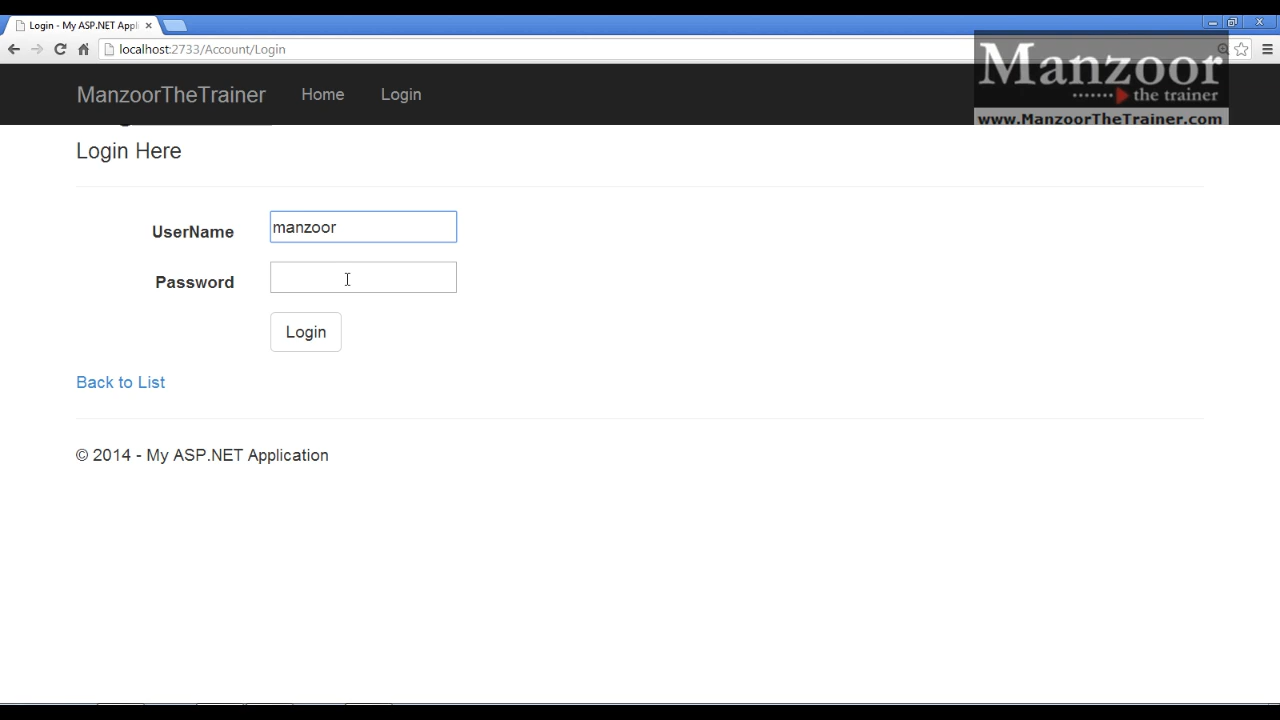 Login - My ASP.NET Appl
localhost:2733/Account/Login
Manzoor
the trainer
www.ManzoorTheTrainer.com
ManzoorTheTrainer Home Login
Login Here
UserName manzoor
Password
Login
Back to List
© 2014 - My ASP.NET Application